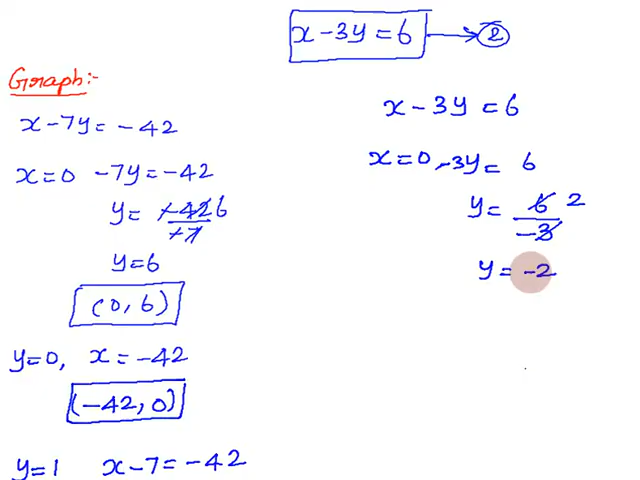 x - 3y = 6 → 2
Graph:-
x - 7y = -42
x = 0 -7y = -42
y = -42 6 / -7
y = 6
(0, 6)
y = 0, x = -42
(-42, 0)
y = 1 x - 7 = -42
x - 3y = 6
x = 0, -3y = 6
y = 6 2 / -3
y = -2